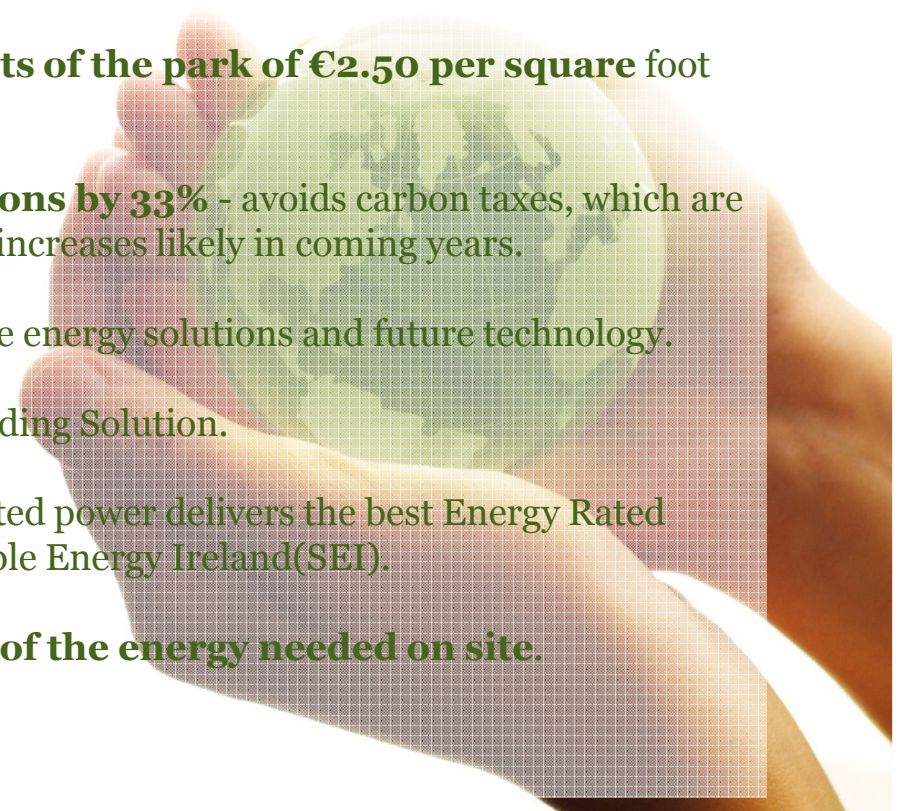 ts of the park of €2.50 per square foot
ons by 33% - avoids carbon taxes, which are
increases likely in coming years.
e energy solutions and future technology.
ding Solution.
ted power delivers the best Energy Rated
ble Energy Ireland(SEI).
of the energy needed on site.